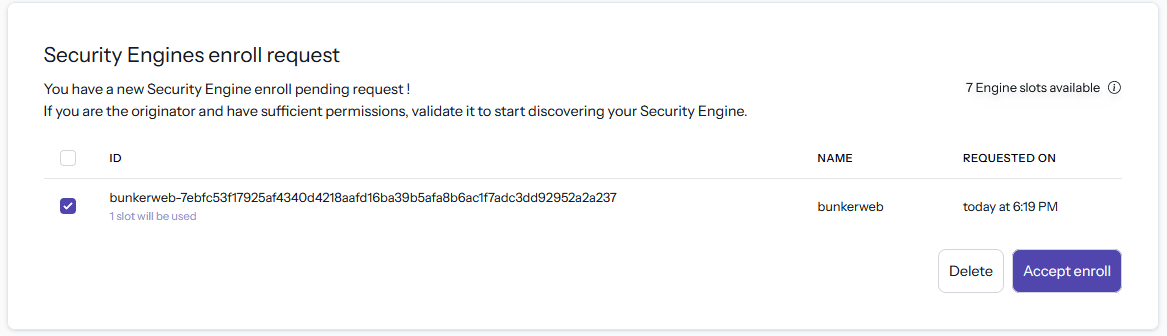 Security Engines enroll request
You have a new Security Engine enroll pending request !
7 Engine slots available
If you are the originator and have sufficient permissions, validate it to start discovering your Security Engine.
ID NAME REQUESTED ON
bunkerweb-7ebfc53f17925af4340d4218aafd16ba39b5afa8b6ac1f7adc3dd92952a2a237
1 slot will be used
bunkerweb
today at 6:19 PM
Delete Accept enroll